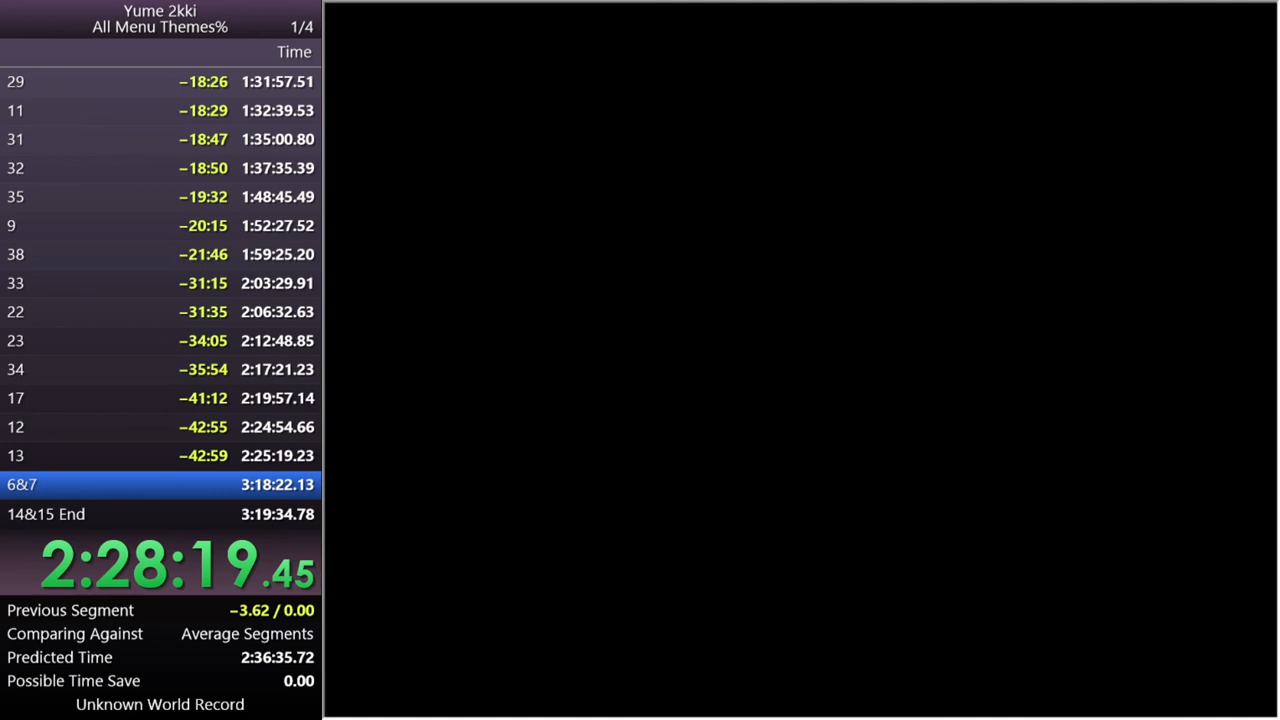 Yume 2kki
All Menu Themes% 1/4
Time
29 −18:26 1:31:57.51
11 −18:29 1:32:39.53
31 −18:47 1:35:00.80
32 −18:50 1:37:35.39
35 −19:32 1:48:45.49
9 −20:15 1:52:27.52
38 −21:46 1:59:25.20
33 −31:15 2:03:29.91
22 −31:35 2:06:32.63
23 −34:05 2:12:48.85
34 −35:54 2:17:21.23
17 −41:12 2:19:57.14
12 −42:55 2:24:54.66
13 −42:59 2:25:19.23
6&7 3:18:22.13
14&15 End 3:19:34.78
2:28:19.45
Previous Segment −3.62 / 0.00
Comparing Against Average Segments
Predicted Time 2:36:35.72
Possible Time Save 0.00
Unknown World Record